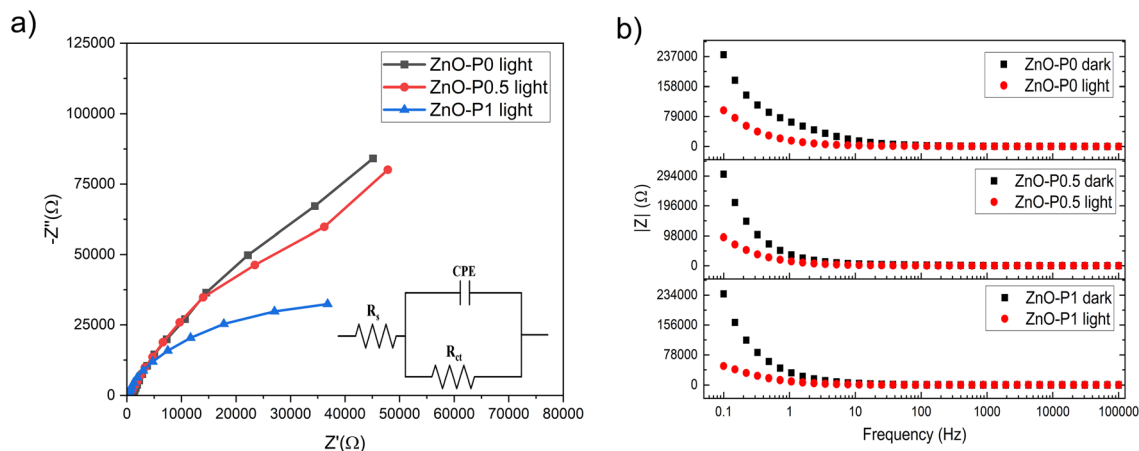 a)
125000
100000
75000
50000
25000
0
-Z''(Ω)
ZnO-P0 light
ZnO-P0.5 light
ZnO-P1 light
CPE
Rs
Rct
0 10000 20000 30000 40000 50000 60000 70000 80000
Z'(Ω)
b)
237000
158000
79000
0
ZnO-P0 dark
ZnO-P0 light
294000
196000
98000
0
|Z| (Ω)
ZnO-P0.5 dark
ZnO-P0.5 light
234000
156000
78000
0
ZnO-P1 dark
ZnO-P1 light
0.1 1 10 100 1000 10000 100000
Frequency (Hz)